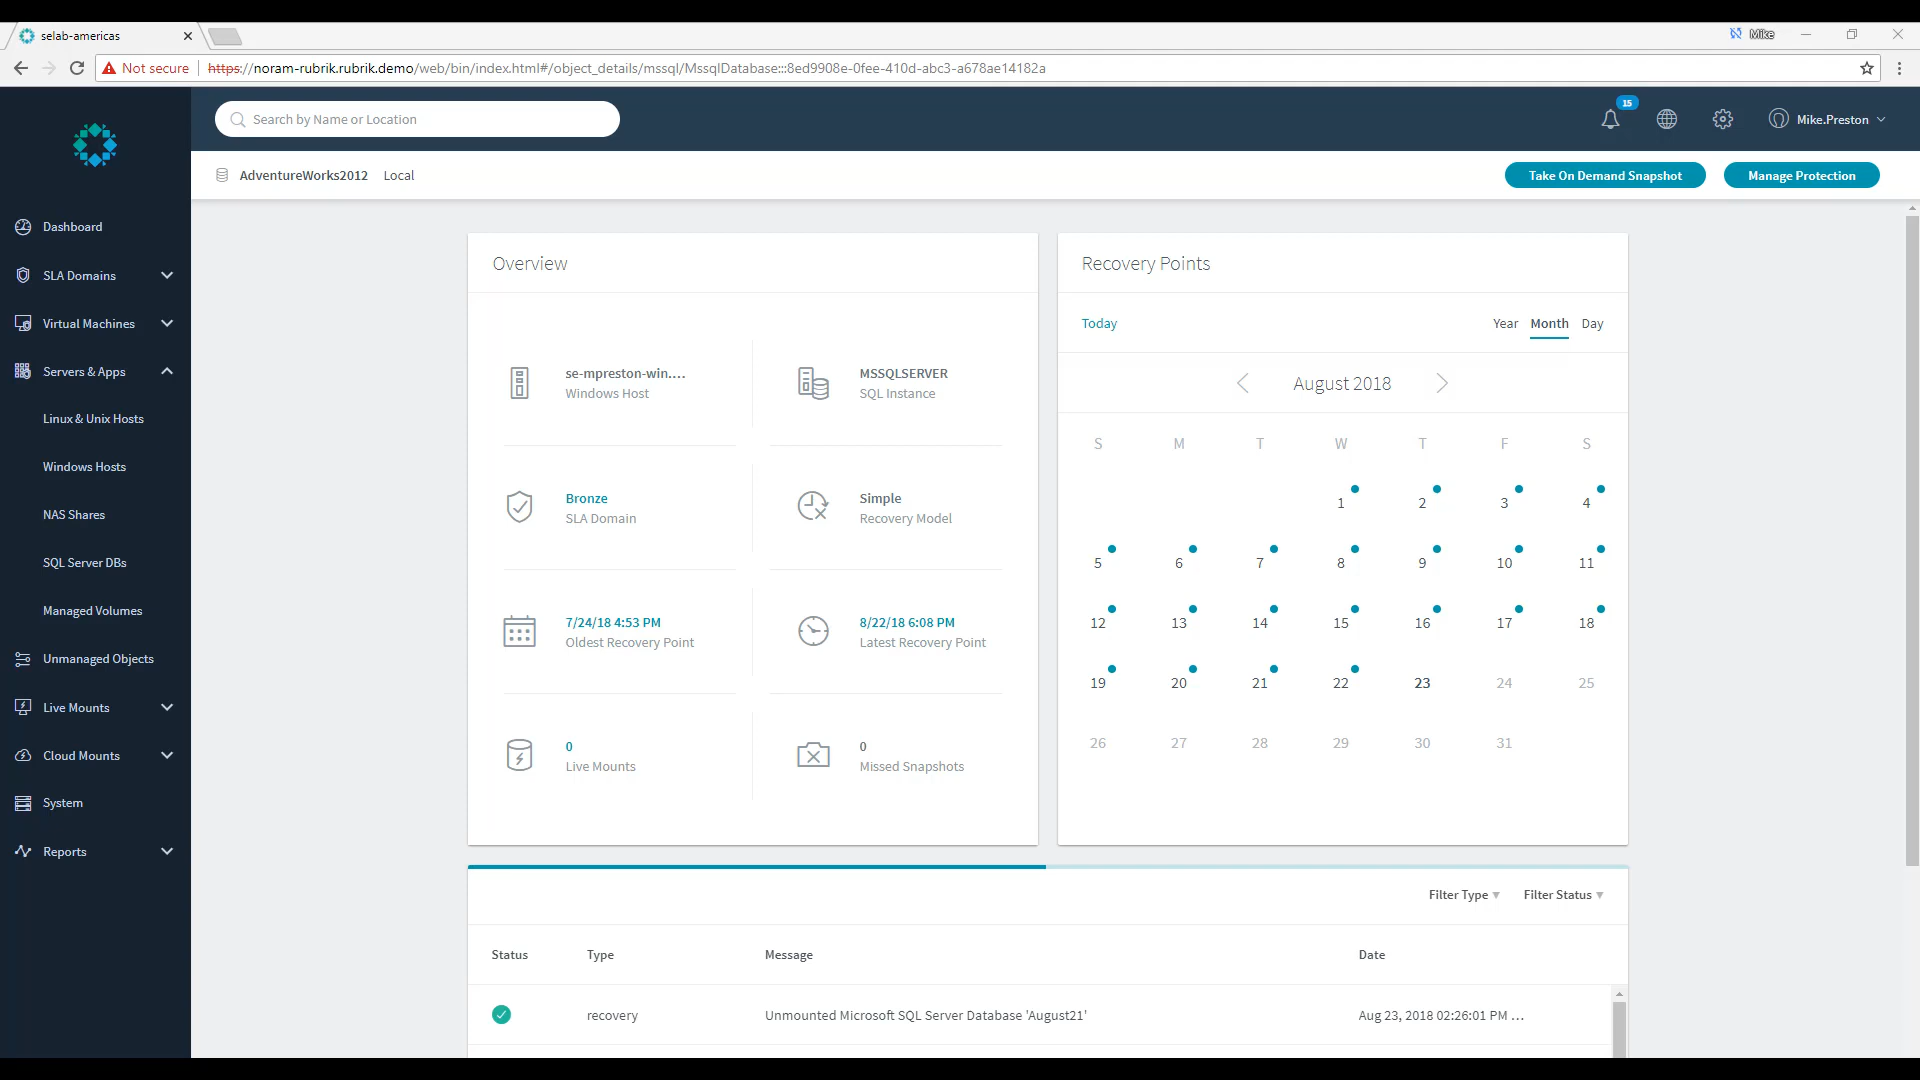 selab-americas
Mike
Not secure https://noram-rubrik.rubrik.demo/web/bin/index.html#/object_details/mssql/MssqlDatabase:::8ed9908e-0fee-410d-abc3-a678ae14182a
Search by Name or Location
15
Mike.Preston
AdventureWorks2012 Local
Take On Demand Snapshot
Manage Protection
Dashboard
SLA Domains
Virtual Machines
Servers & Apps
Linux & Unix Hosts
Windows Hosts
NAS Shares
SQL Server DBs
Managed Volumes
Unmanaged Objects
Live Mounts
Cloud Mounts
System
Reports
Overview
se-mpreston-win....
Windows Host
MSSQLSERVER
SQL Instance
Bronze
SLA Domain
Simple
Recovery Model
7/24/18 4:53 PM
Oldest Recovery Point
8/22/18 6:08 PM
Latest Recovery Point
0
Live Mounts
0
Missed Snapshots
Recovery Points
Today
Year Month Day
August 2018
S M T W T F S
1 2 3 4
5 6 7 8 9 10 11
12 13 14 15 16 17 18
19 20 21 22 23 24 25
26 27 28 29 30 31
Filter Type Filter Status
Status Type Message Date
recovery Unmounted Microsoft SQL Server Database 'August21' Aug 23, 2018 02:26:01 PM ...